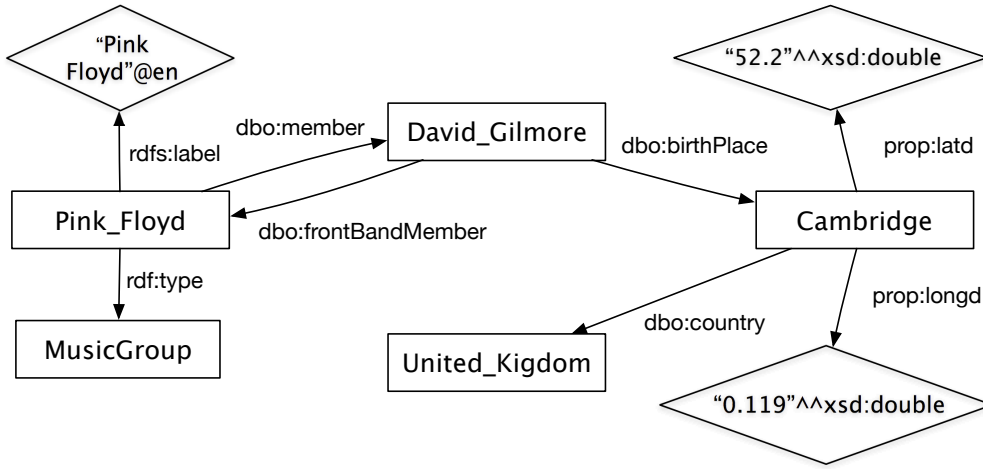 “Pink
Floyd”@en
“52.2”^^xsd:double
dbo:member
David_Gilmore
rdfs:label
dbo:birthPlace
prop:latd
Pink_Floyd
Cambridge
dbo:frontBandMember
rdf:type
prop:longd
dbo:country
MusicGroup
United_Kigdom
“0.119”^^xsd:double